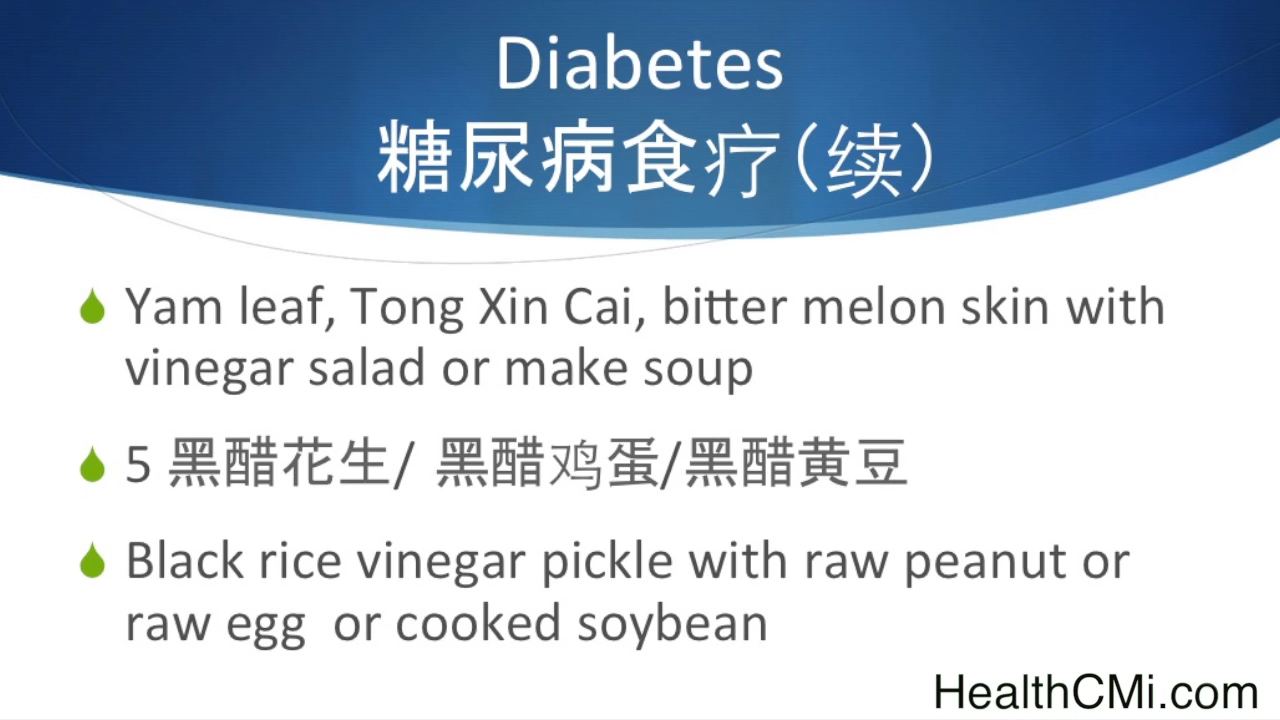 Diabetes
糖尿病食疗(续)
Yam leaf, Tong Xin Cai, bitter melon skin with
vinegar salad or make soup
5 黑醋花生/ 黑醋鸡蛋/黑醋黄豆
Black rice vinegar pickle with raw peanut or
raw egg  or cooked soybean
HealthCMi.com